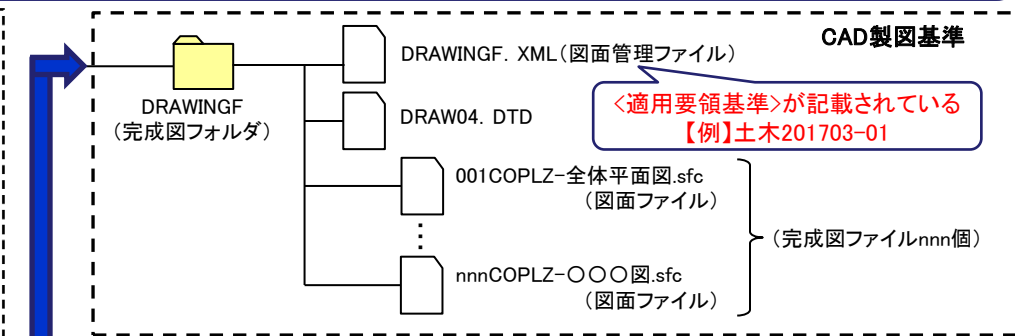 CAD製図基準
DRAWINGF. XML（図面管理ファイル）
<適用要領基準>が記載されている
【例】土木201703-01
DRAWINGF
（完成図フォルダ）
DRAW04. DTD
001COPLZ-全体平面図.sfc
（図面ファイル）
（完成図ファイルnnn個）
nnnCOPLZ-〇〇〇図.sfc
（図面ファイル）